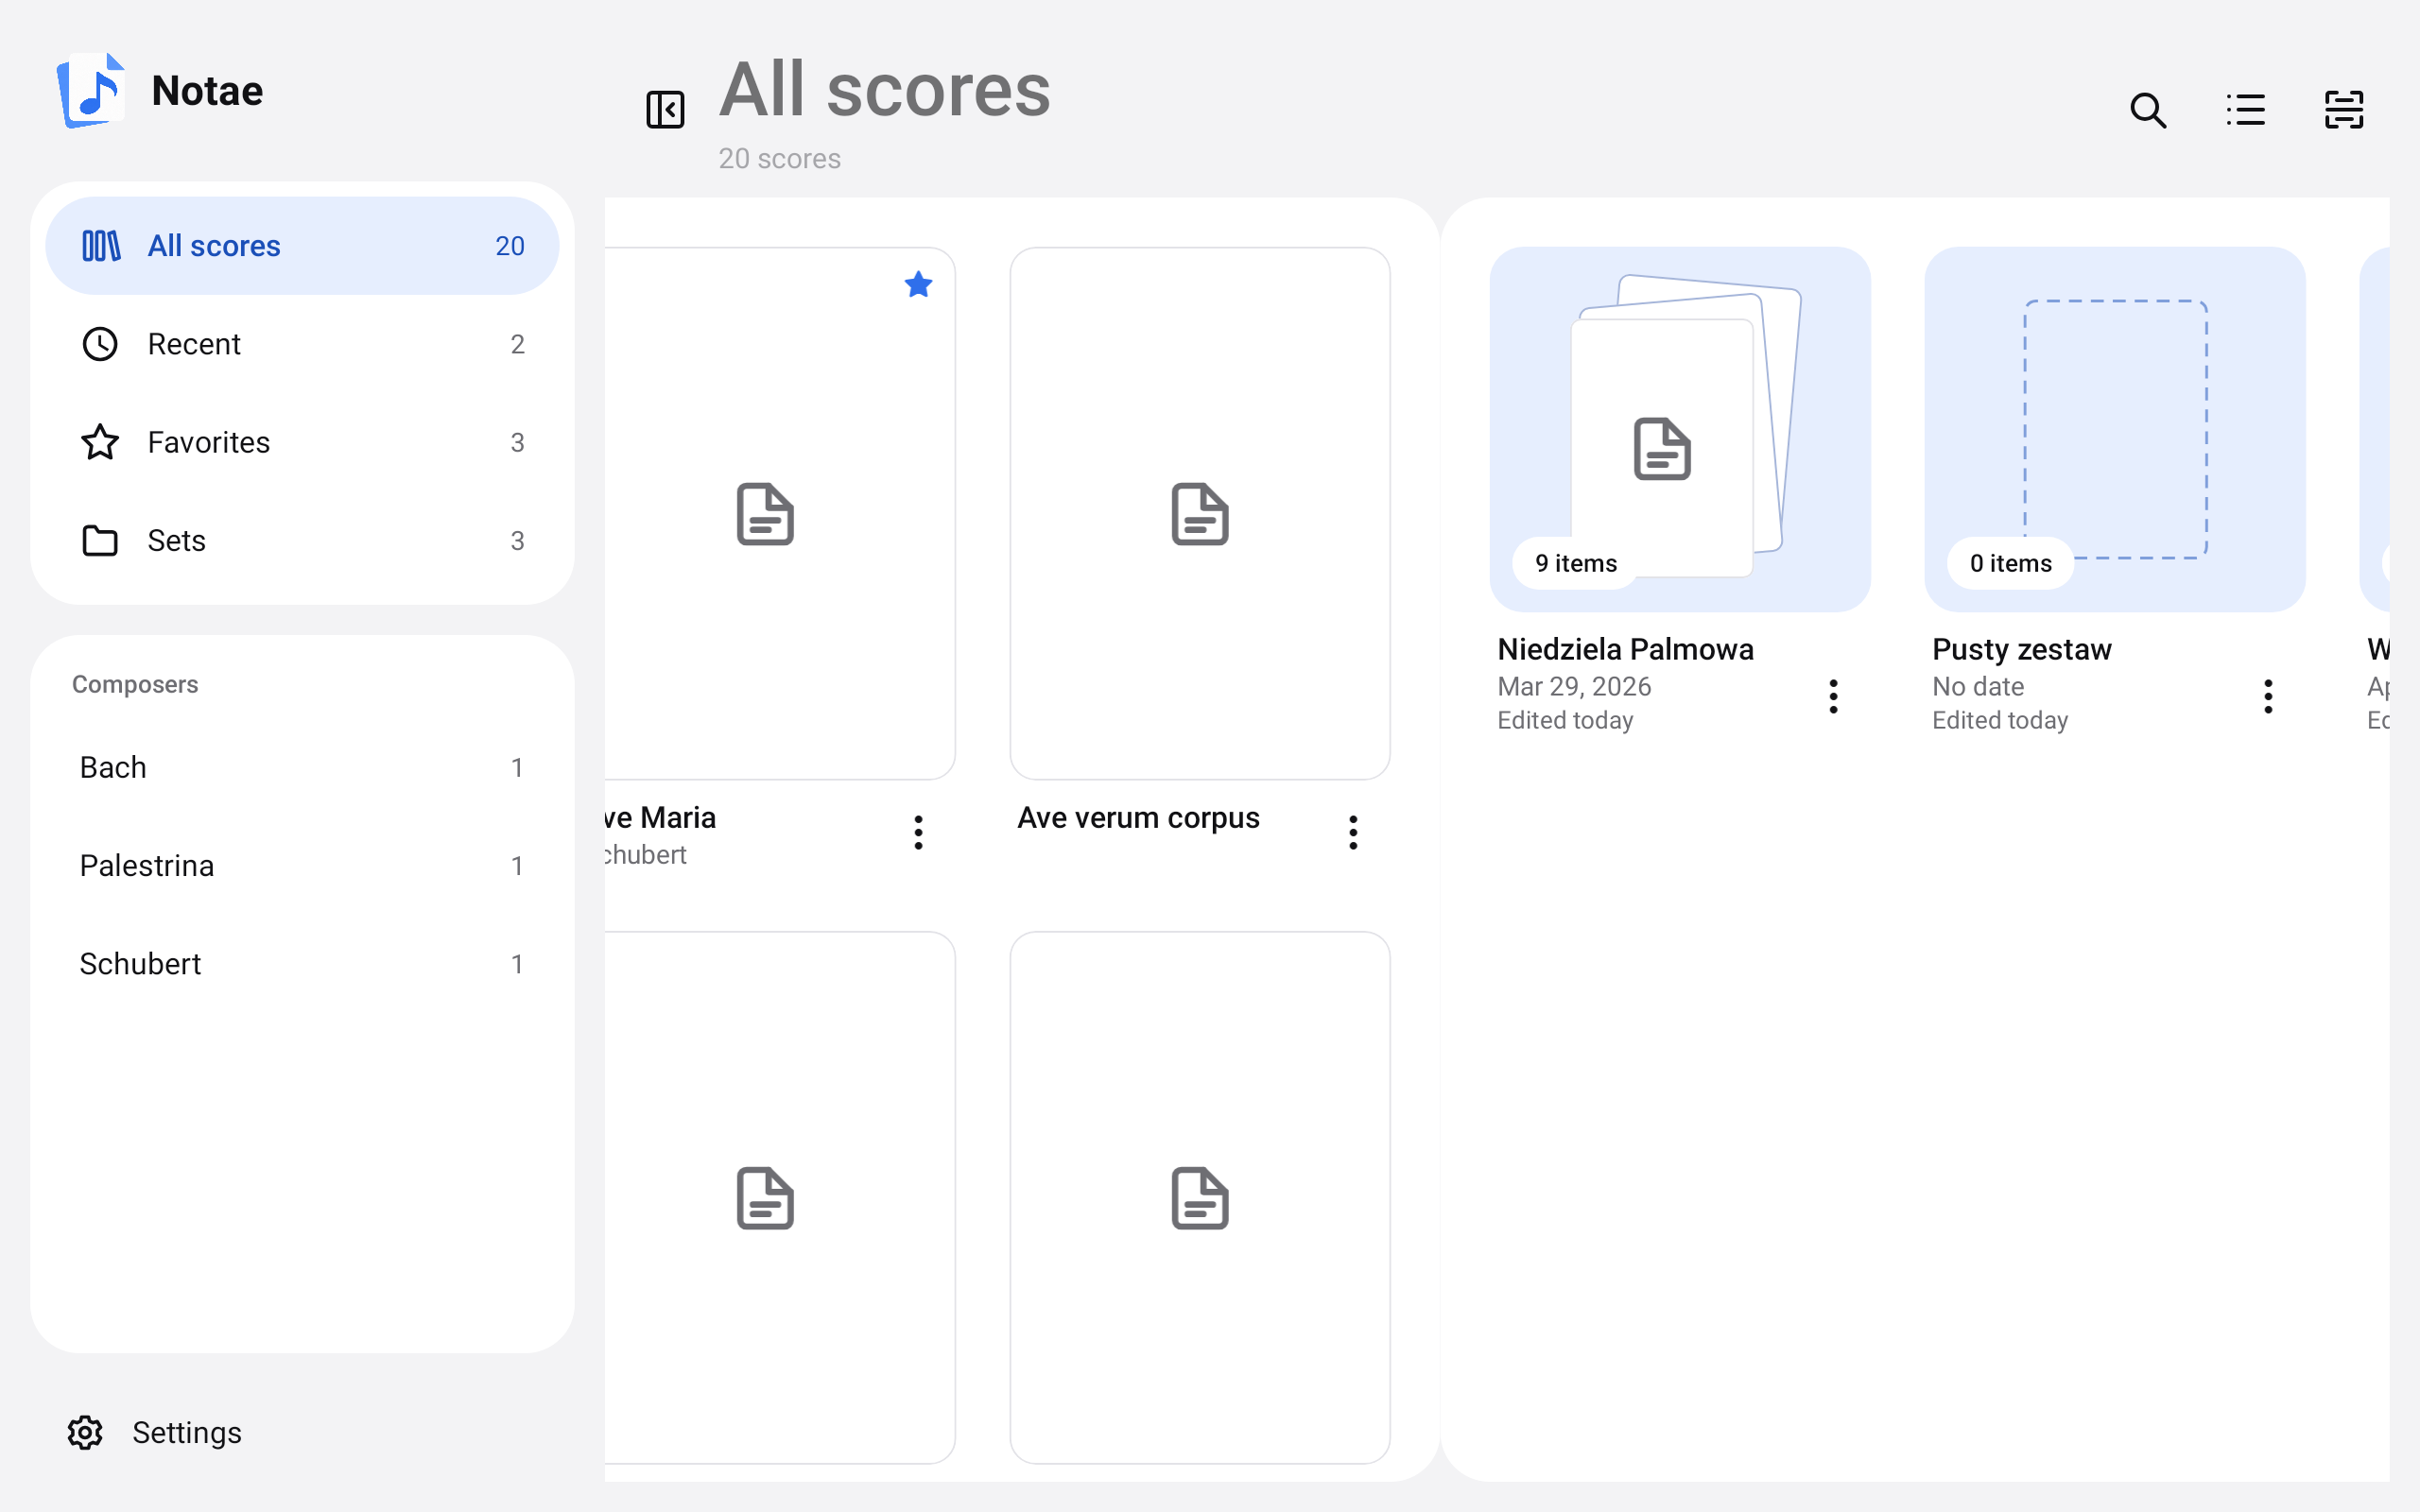 Notae
All scores 20
Recent 2
Favorites 3
Sets 3
Composers
Bach 1
Palestrina 1
Schubert 1
Settings
All scores
20 scores
ve Maria
chubert
Ave verum corpus
9 items
Niedziela Palmowa
Mar 29, 2026
Edited today
0 items
Pusty zestaw
No date
Edited today